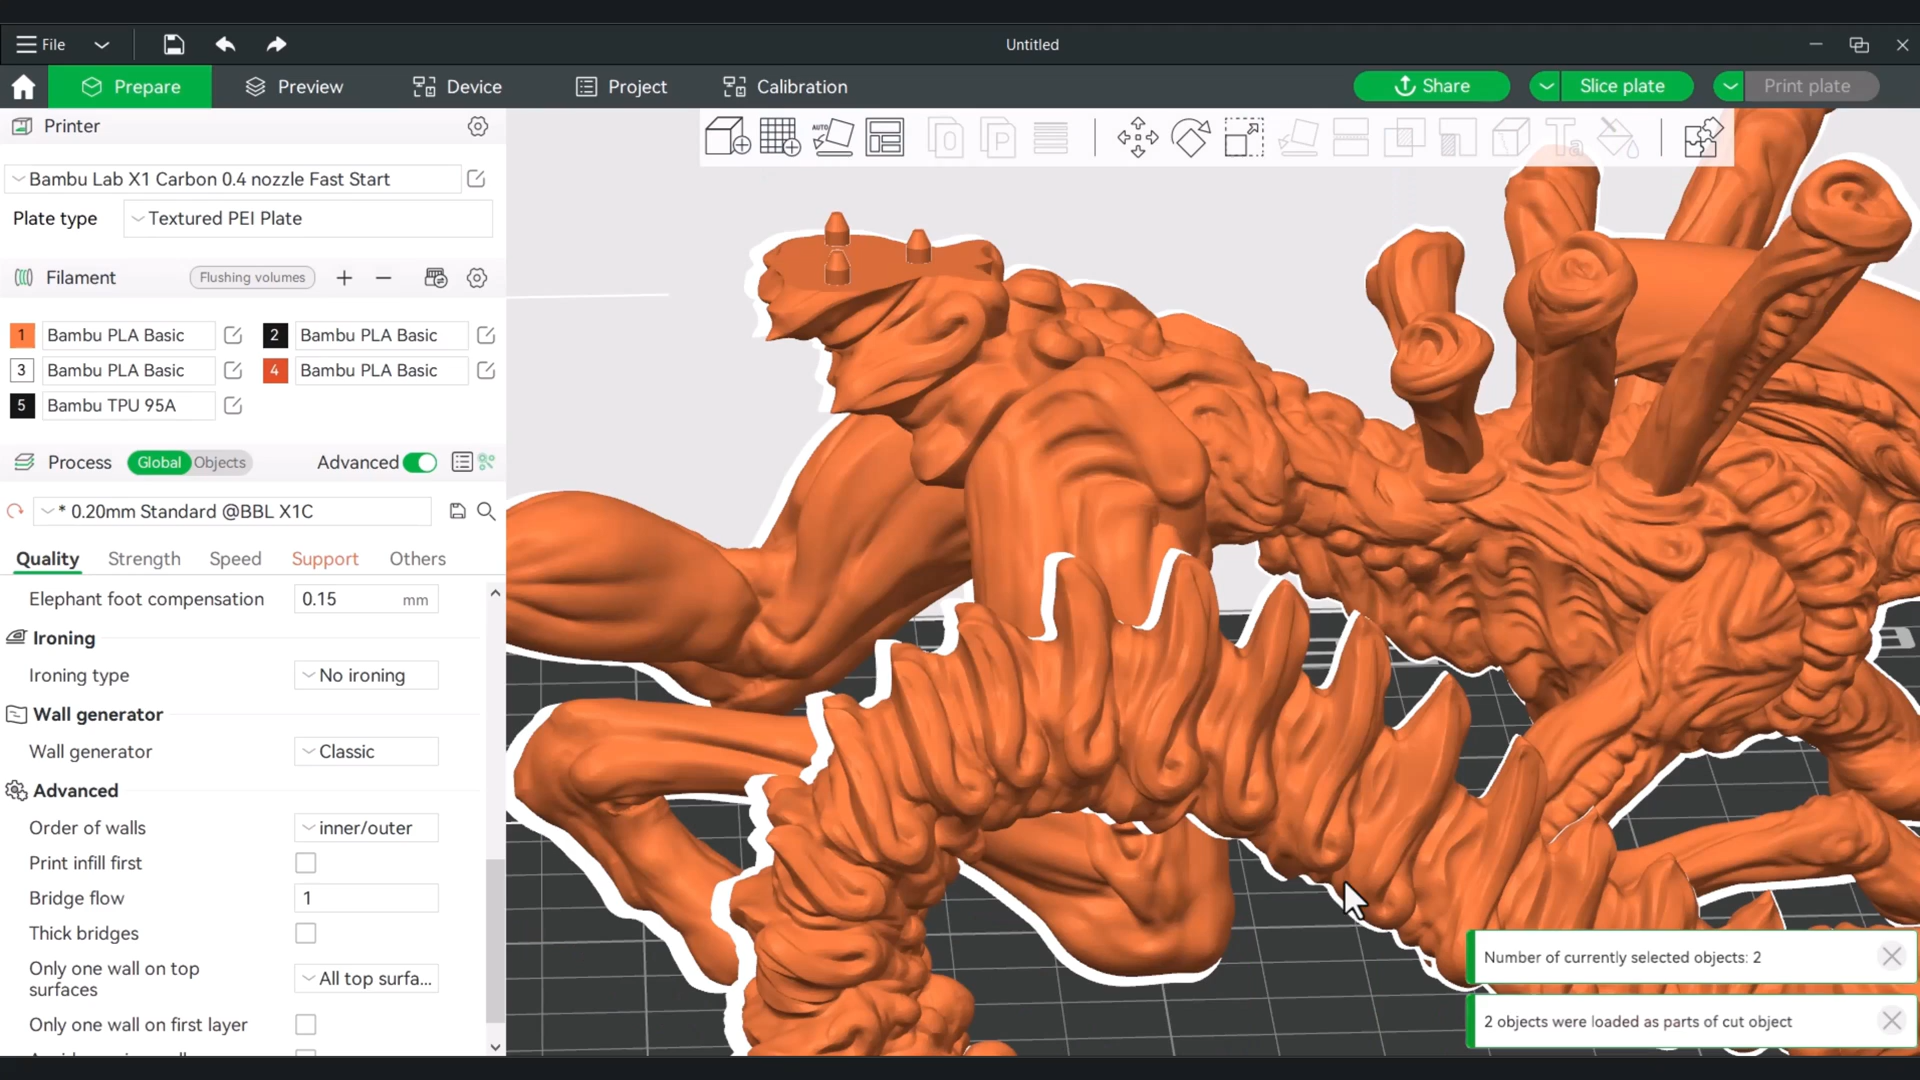 File
Untitled
Prepare
Preview
Device
Project
Calibration
Share
Slice plate
Print plate
Printer
Bambu Lab X1 Carbon 0.4 nozzle Fast Start
Plate type
Textured PEI Plate
Filament
Flushing volumes
1 Bambu PLA Basic
2 Bambu PLA Basic
3 Bambu PLA Basic
4 Bambu PLA Basic
5 Bambu TPU 95A
Process
Global
Objects
Advanced
* 0.20mm Standard @BBL X1C
Quality
Strength
Speed
Support
Others
Elephant foot compensation
0.15 mm
Ironing
Ironing type
No ironing
Wall generator
Wall generator
Classic
Advanced
Order of walls
inner/outer
Print infill first
Bridge flow
1
Thick bridges
Only one wall on top
surfaces
All top surfa...
Only one wall on first layer
AUTO
O
P
Ta
Number of currently selected objects: 2
2 objects were loaded as parts of cut object